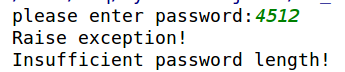 please enter password:4512
Raise exception!
Insufficient password length!